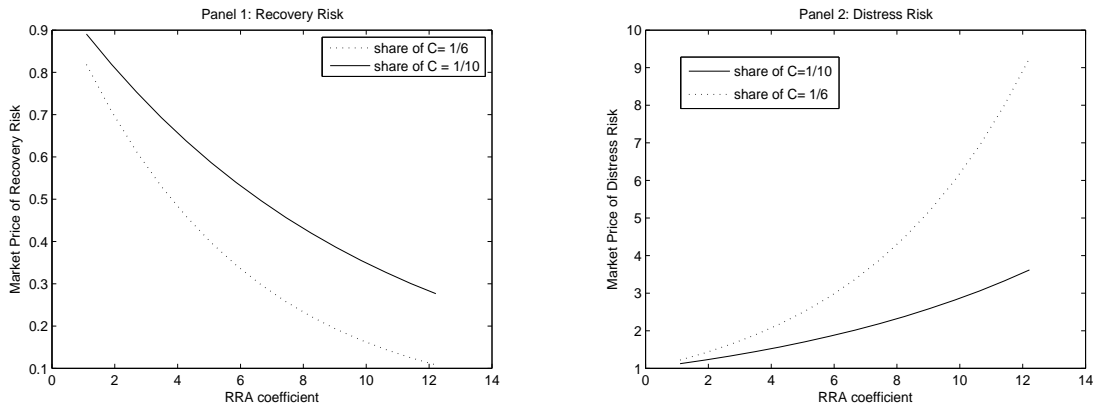 Panel 1: Recovery Risk
0.9
0.8
0.7
0.6
0.5
0.4
0.3
0.2
0.1
Market Price of Recovery Risk
share of C= 1/6
share of C = 1/10
0 2 4 6 8 10 12 14
RRA coefficient
Panel 2: Distress Risk
10
9
8
7
6
5
4
3
2
1
Market Price of Distress Risk
share of C=1/10
share of C= 1/6
0 2 4 6 8 10 12 14
RRA coefficient